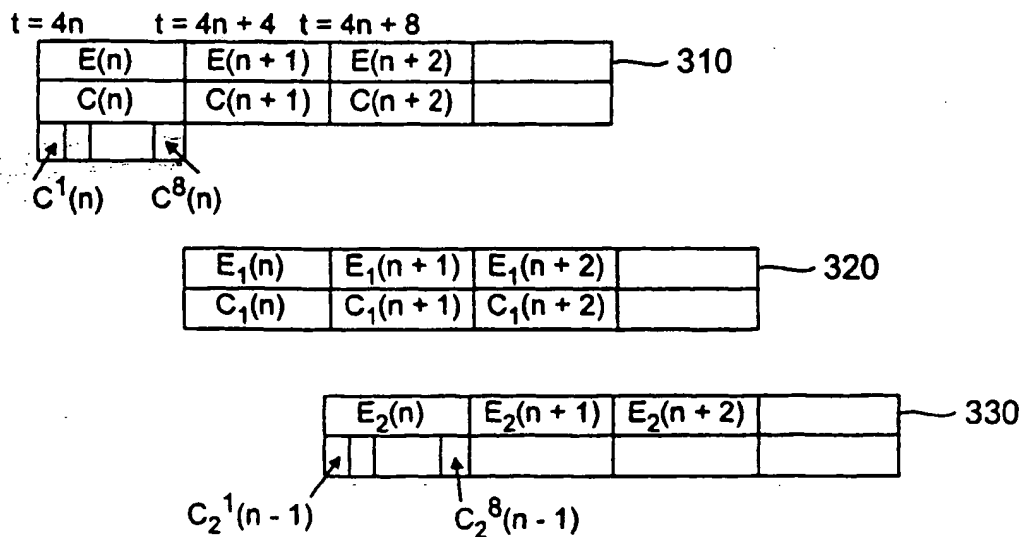 t = 4n t = 4n + 4 t = 4n + 8
E(n) E(n + 1) E(n + 2) 310
C(n) C(n + 1) C(n + 2)
C¹(n) C⁸(n)
E₁(n) E₁(n + 1) E₁(n + 2) 320
C₁(n) C₁(n + 1) C₁(n + 2)
E₂(n) E₂(n + 1) E₂(n + 2) 330
C₂¹(n - 1) C₂⁸(n - 1)